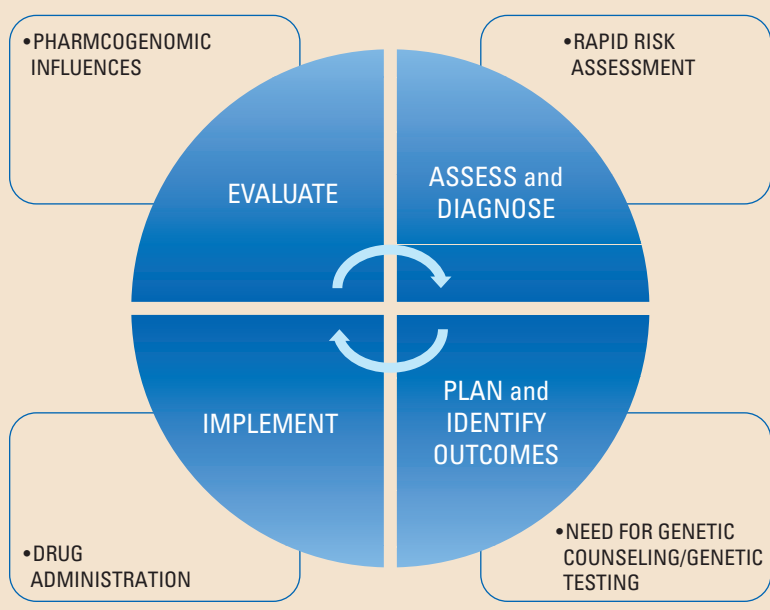 •PHARMCOGENOMIC
INFLUENCES
•RAPID RISK
ASSESSMENT
EVALUATE
ASSESS and
DIAGNOSE
IMPLEMENT
PLAN and
IDENTIFY
OUTCOMES
•DRUG
ADMINISTRATION
•NEED FOR GENETIC
COUNSELING/GENETIC
TESTING